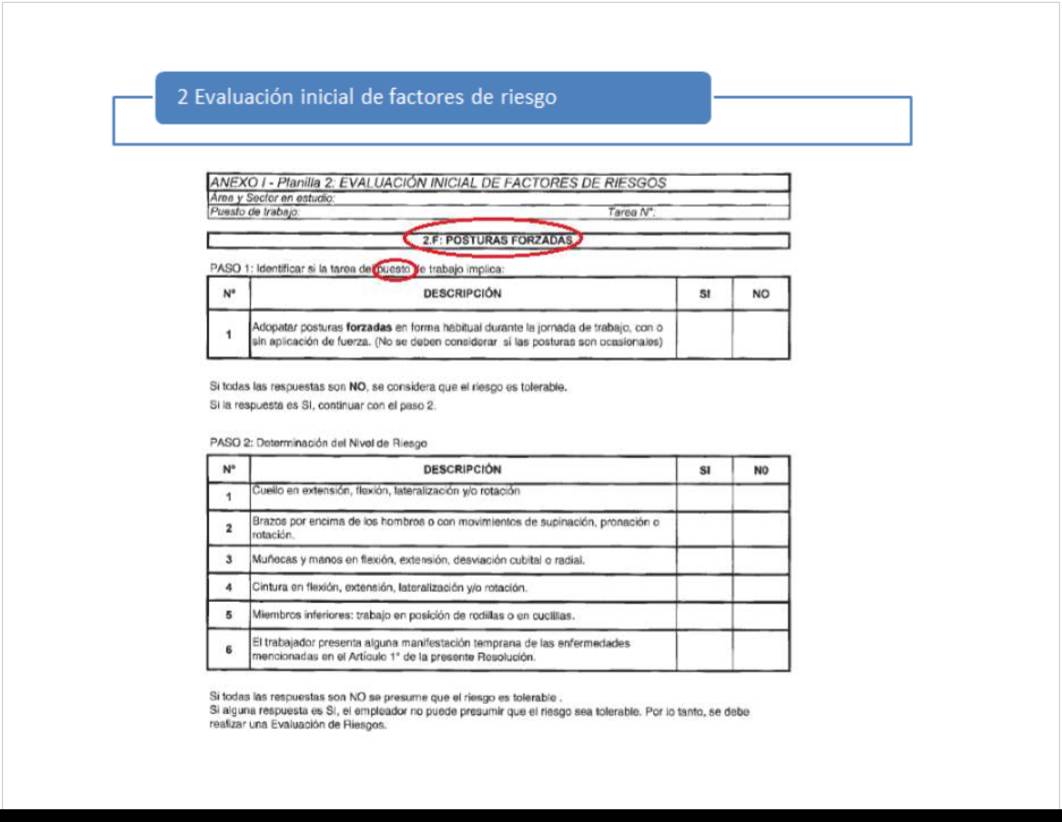 2 Evaluación inicial de factores de riesgo
ANEXO I - Planilla 2: EVALUACIÓN INICIAL DE FACTORES DE RIESGOS
Área y Sector en estudio:
Puesto de trabajo: Tarea N°:
2.F: POSTURAS FORZADAS
PASO 1: Identificar si la tarea del puesto de trabajo implica:
N° DESCRIPCIÓN SI NO
1 Adopatar posturas forzadas en forma habitual durante la jornada de trabajo, con o
sin aplicación de fuerza. (No se deben considerar si las posturas son ocasionales)
Si todas las respuestas son NO, se considera que el riesgo es tolerable.
Si la respuesta es SI, continuar con el paso 2.
PASO 2: Determinación del Nivel de Riesgo
N° DESCRIPCIÓN SI NO
1 Cuello en extensión, flexión, lateralización y/o rotación
2 Brazos por encima de los hombros o con movimientos de supinación, pronación o
rotación.
3 Muñecas y manos en flexión, extensión, desviación cubital o radial.
4 Cintura en flexión, extensión, lateralización y/o rotación.
5 Miembros inferiores: trabajo en posición de rodillas o en cuclillas.
6 El trabajador presenta alguna manifestación temprana de las enfermedades
mencionadas en el Artículo 1° de la presente Resolución.
Si todas las respuestas son NO se presume que el riesgo es tolerable .
Si alguna respuesta es SI, el empleador no puede presumir que el riesgo sea tolerable. Por lo tanto, se debe
realizar una Evaluación de Riesgos.